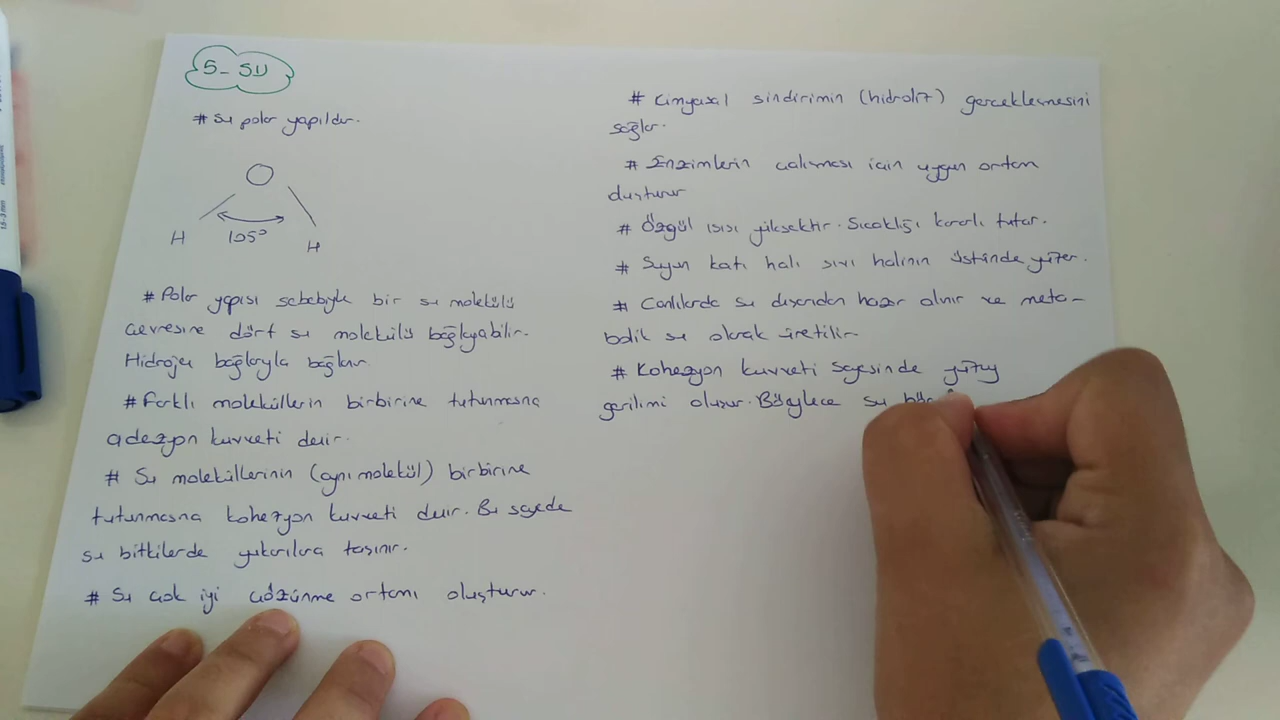 5- SU
# Su polar yapılıdır.
O
105°
H
H
# Polar yapısı sebebiyle bir su molekülü
çevresine dört su molekülü bağlayabilir.
Hidrojen bağlarıyla bağlanır.
# Farklı moleküllerin birbirine tutunmasına
adezyon kuvveti denir.
# Su moleküllerinin (aynı molekül) birbirine
tutunmasına kohezyon kuvveti denir. Bu sayede
su bitkilerde yukarılara taşınır.
# Su çok iyi çözünme ortamı oluşturur.
# Kimyasal sindirimin (hidroliz) gerçekleşmesini
sağlar.
# Enzimlerin çalışması için uygun ortam
oluşturur
# Özgül ısısı yüksektir. Sıcaklığı kararlı tutar.
# Suyun katı hali sıvı halinin üstünde yüzer.
# Canlılarda su dışarıdan hazır alınır ve meta-
bolik su olarak üretilir.
# Kohezyon kuvveti sayesinde yüzey
gerilimi oluşur. Böylece su